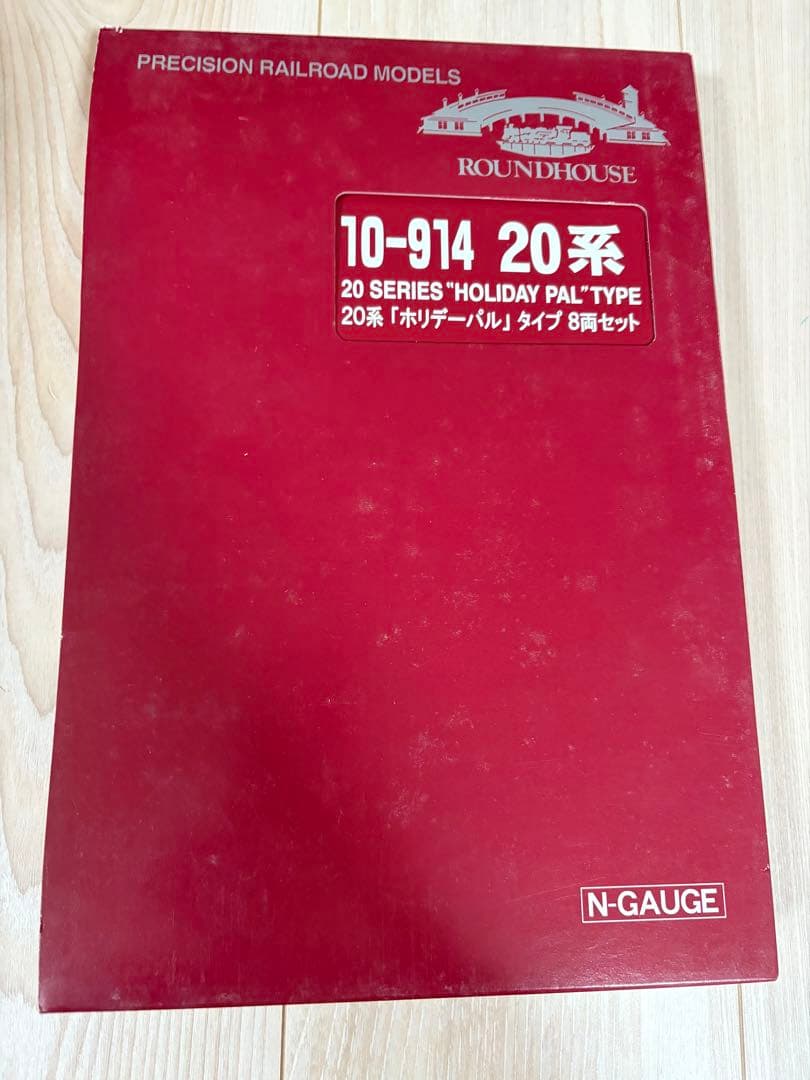 PRECISION RAILROAD MODELS
ROUNDHOUSE
10-914 20系
20 SERIES "HOLIDAY PAL" TYPE
20系「ホリデーパル」タイプ 8両セット
N-GAUGE